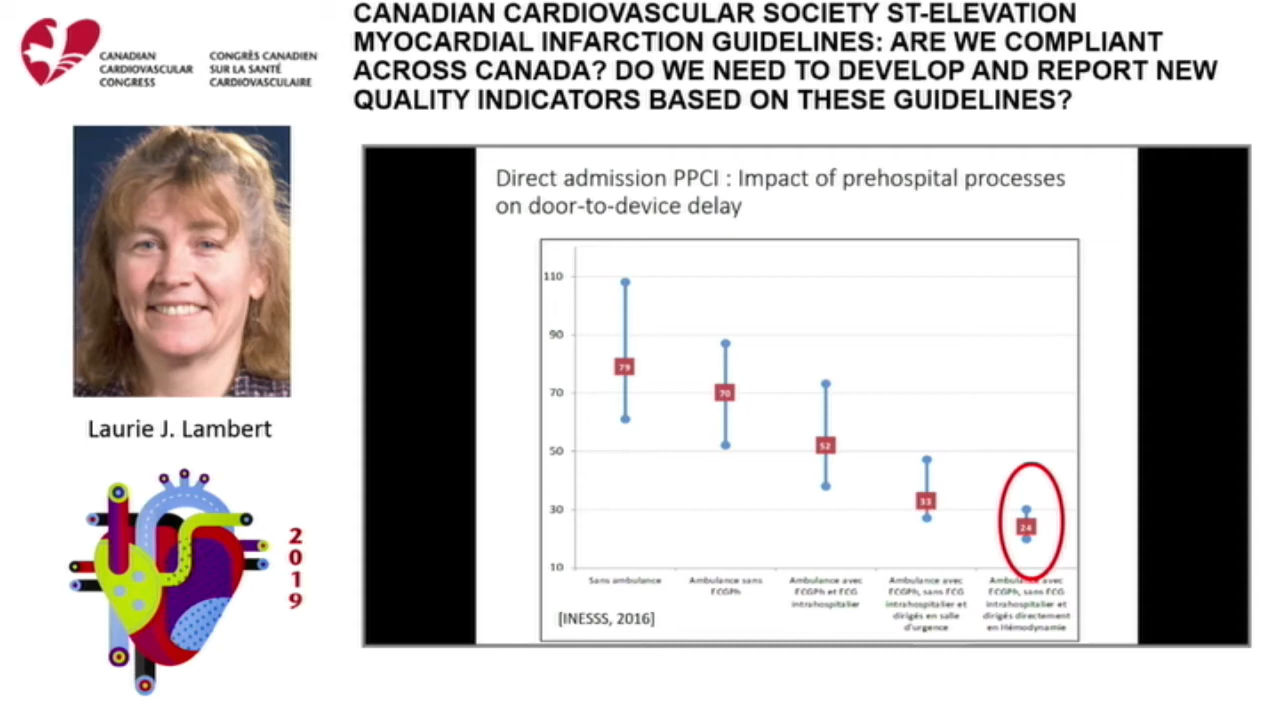 CANADIAN CARDIOVASCULAR SOCIETY ST-ELEVATION
MYOCARDIAL INFARCTION GUIDELINES: ARE WE COMPLIANT
ACROSS CANADA? DO WE NEED TO DEVELOP AND REPORT NEW
QUALITY INDICATORS BASED ON THESE GUIDELINES?
CANADIAN
CARDIOVASCULAR
CONGRESS
CONGRÈS CANADIEN
SUR LA SANTÉ
CARDIOVASCULAIRE
Laurie J. Lambert
2019
Direct admission PPCI : Impact of prehospital processes
on door-to-device delay
110
90
70
50
30
10
79
70
52
33
24
Sans ambulance
Ambulance sans
ECGPh
Ambulance avec
ECGPh et ECG
intrahospitalier
Ambulance avec
ECGPh, sans ECG
intrahospitalier et
dirigés en salle
d'urgence
Ambulance avec
ECGPh, sans ECG
intrahospitalier et
dirigés directement
en Hémodynamie
[INESSS, 2016]